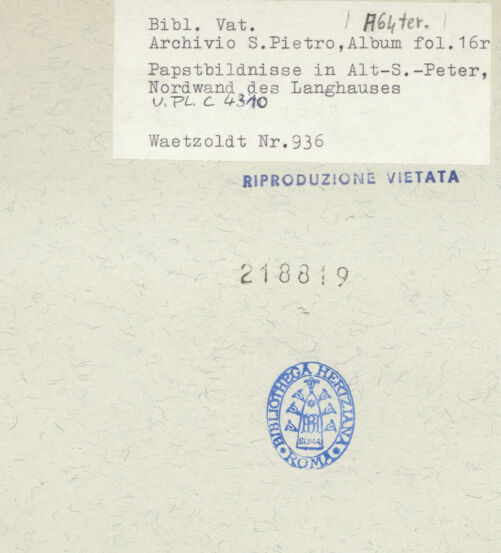 Bibl. Vat. | A64ter. |
Archivio S.Pietro,Album fol.16r
Papstbildnisse in Alt-S.-Peter,
Nordwand des Langhauses
U.PL. C 4310
Waetzoldt Nr.936
RIPRODUZIONE VIETATA
218819
BIBLIOTHECA HERTZIANA
ROMA
ROMA